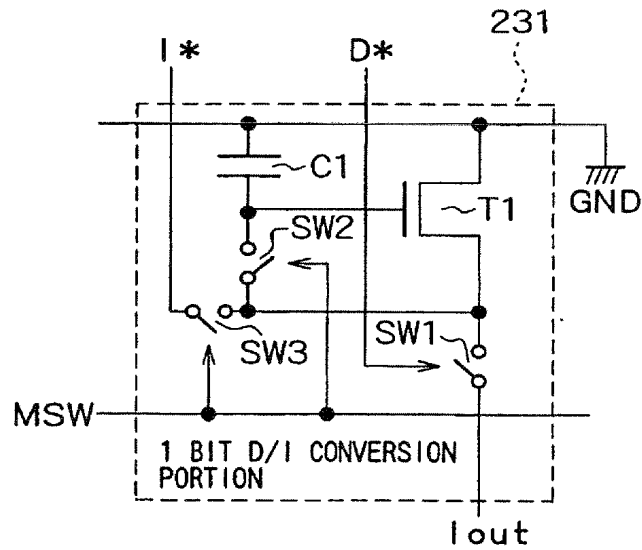 231
I* D*
C1
T1
GND
SW2
SW1
SW3
MSW
1 BIT D/I CONVERSION
PORTION
Iout